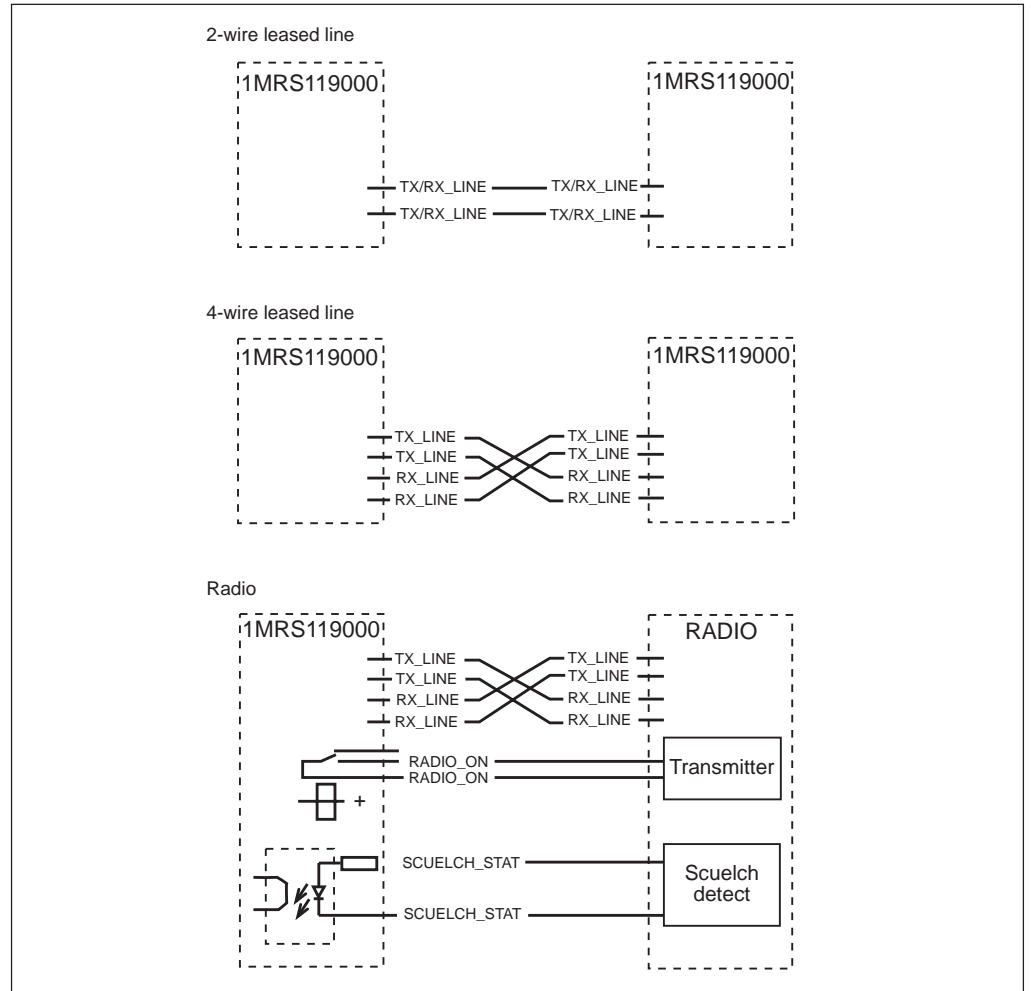 2-wire leased line
1MRS119000 1MRS119000
TX/RX_LINE TX/RX_LINE
TX/RX_LINE TX/RX_LINE
4-wire leased line
1MRS119000 1MRS119000
TX_LINE TX_LINE
TX_LINE TX_LINE
RX_LINE RX_LINE
RX_LINE RX_LINE
Radio
1MRS119000 RADIO
TX_LINE TX_LINE
TX_LINE TX_LINE
RX_LINE RX_LINE
RX_LINE RX_LINE
RADIO_ON Transmitter
RADIO_ON
+
SCUELCH_STAT Scuelch
detect
SCUELCH_STAT